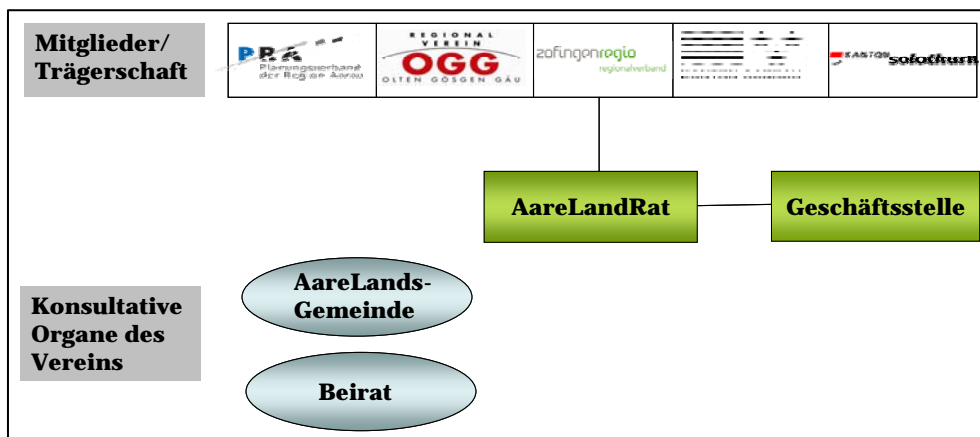 Mitglieder/
Trägerschaft
PRA
Planungsverband
der Region Aarau
REGIONAL
VEREIN
OGG
OLTEN GÖSGEN GÄU
zofingenregio
regionalverband
KANTON solothurn
AareLandRat
Geschäftsstelle
AareLands-
Gemeinde
Konsultative
Organe des
Vereins
Beirat